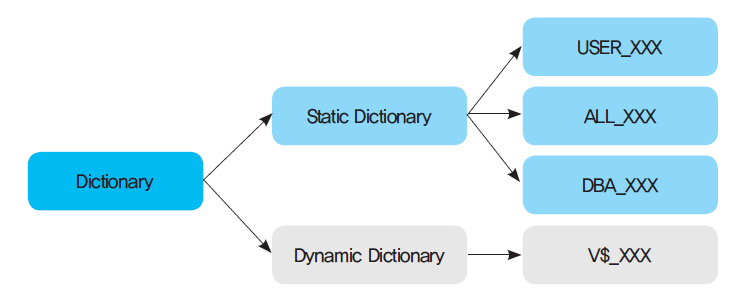 USER_XXX
Static Dictionary
ALL_XXX
Dictionary
DBA_XXX
Dynamic Dictionary
V$_XXX